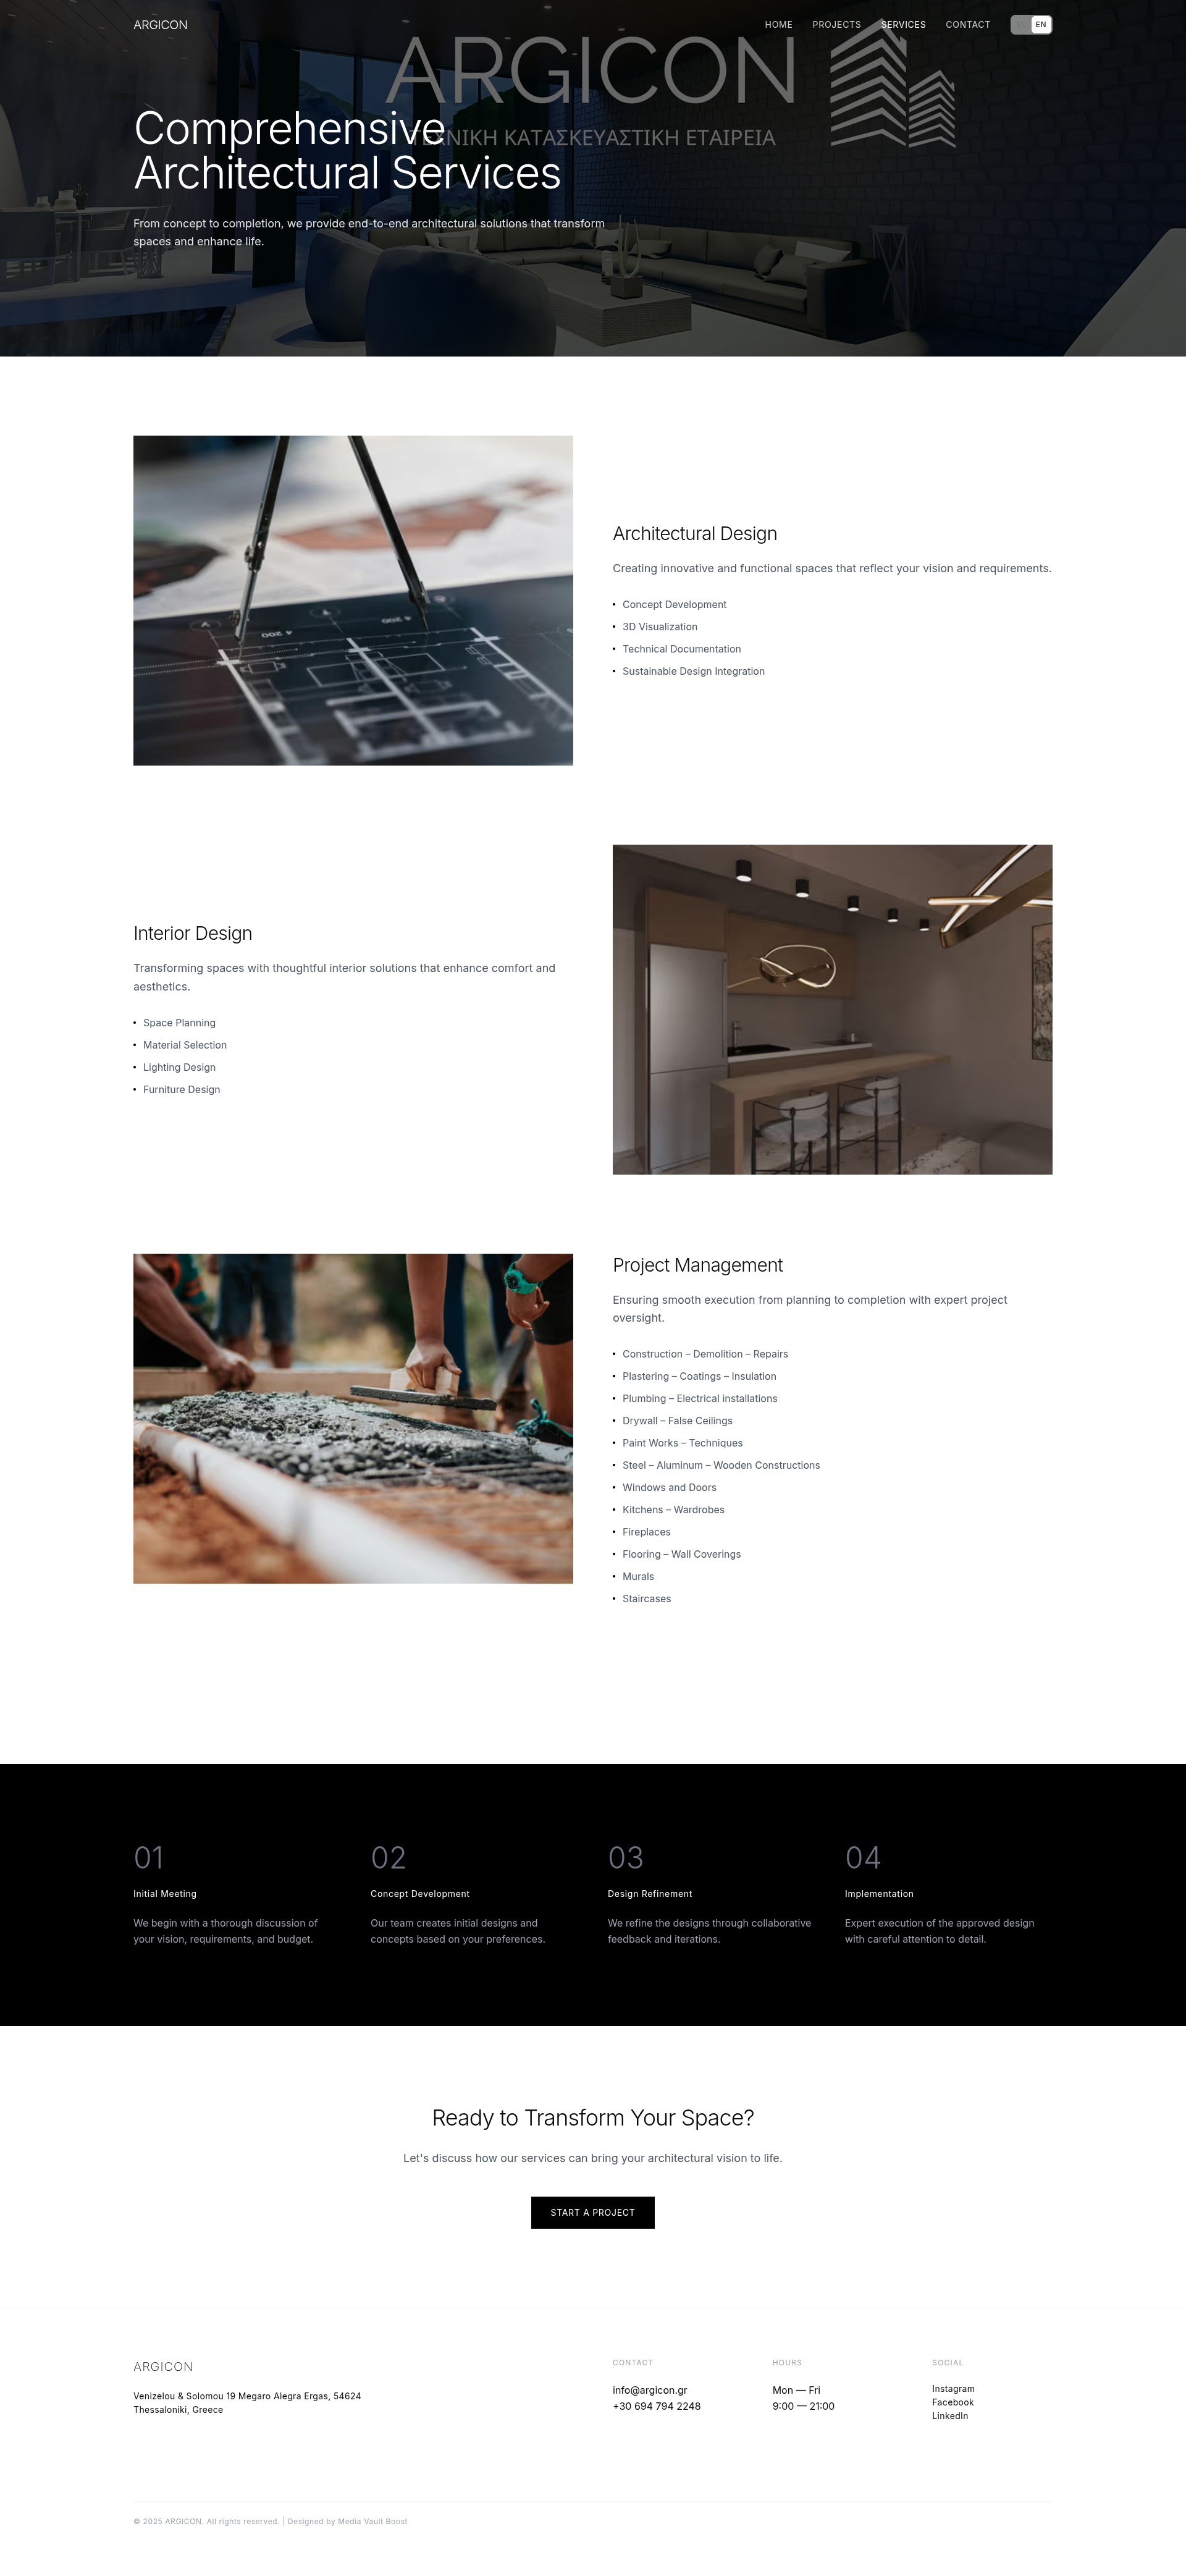 ARGICON
HOME
PROJECTS
SERVICES
CONTACT
EN
ARGICON
ΤΕΧΝΙΚΗ ΚΑΤΑΣΚΕΥΑΣΤΙΚΗ ΕΤΑΙΡΕΙΑ
Comprehensive
Architectural Services
From concept to completion, we provide end-to-end architectural solutions that transform
spaces and enhance life.
4 200
4 200
Architectural Design
Creating innovative and functional spaces that reflect your vision and requirements.
Concept Development
3D Visualization
Technical Documentation
Sustainable Design Integration
Interior Design
Transforming spaces with thoughtful interior solutions that enhance comfort and
aesthetics.
Space Planning
Material Selection
Lighting Design
Furniture Design
Project Management
Ensuring smooth execution from planning to completion with expert project
oversight.
Construction – Demolition – Repairs
Plastering – Coatings – Insulation
Plumbing – Electrical installations
Drywall – False Ceilings
Paint Works – Techniques
Steel – Aluminum – Wooden Constructions
Windows and Doors
Kitchens – Wardrobes
Fireplaces
Flooring – Wall Coverings
Murals
Staircases
01
Initial Meeting
We begin with a thorough discussion of
your vision, requirements, and budget.
02
Concept Development
Our team creates initial designs and
concepts based on your preferences.
03
Design Refinement
We refine the designs through collaborative
feedback and iterations.
04
Implementation
Expert execution of the approved design
with careful attention to detail.
Ready to Transform Your Space?
Let's discuss how our services can bring your architectural vision to life.
START A PROJECT
ARGICON
Venizelou & Solomou 19 Megaro Alegra Ergas, 54624
Thessaloniki, Greece
CONTACT
info@argicon.gr
+30 694 794 2248
HOURS
Mon — Fri
9:00 — 21:00
SOCIAL
Instagram
Facebook
LinkedIn
© 2025 ARGICON. All rights reserved. | Designed by Media Vault Boost